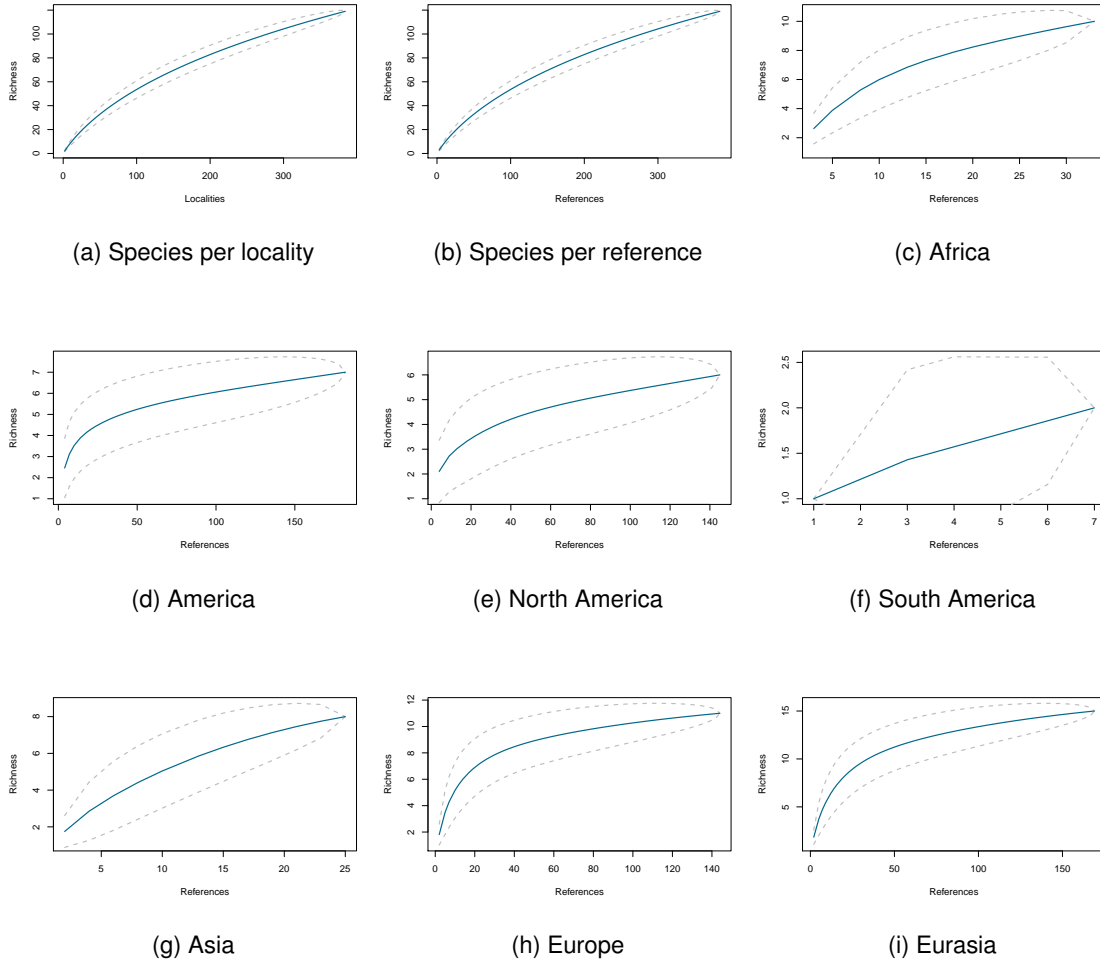 Richness
0 20 40 60 80 100
0 100 200 300
Localities
(a) Species per locality
Richness
0 20 40 60 80 100
0 100 200 300
References
(b) Species per reference
Richness
2 4 6 8 10
5 10 15 20 25 30
References
(c) Africa
Richness
1 2 3 4 5 6 7
0 50 100 150
References
(d) America
Richness
1 2 3 4 5 6
0 20 40 60 80 100 120 140
References
(e) North America
Richness
1.0 1.5 2.0 2.5
1 2 3 4 5 6 7
References
(f) South America
Richness
2 4 6 8
5 10 15 20 25
References
(g) Asia
Richness
2 4 6 8 10 12
0 20 40 60 80 100 120 140
References
(h) Europe
Richness
5 10 15
0 50 100 150
References
(i) Eurasia